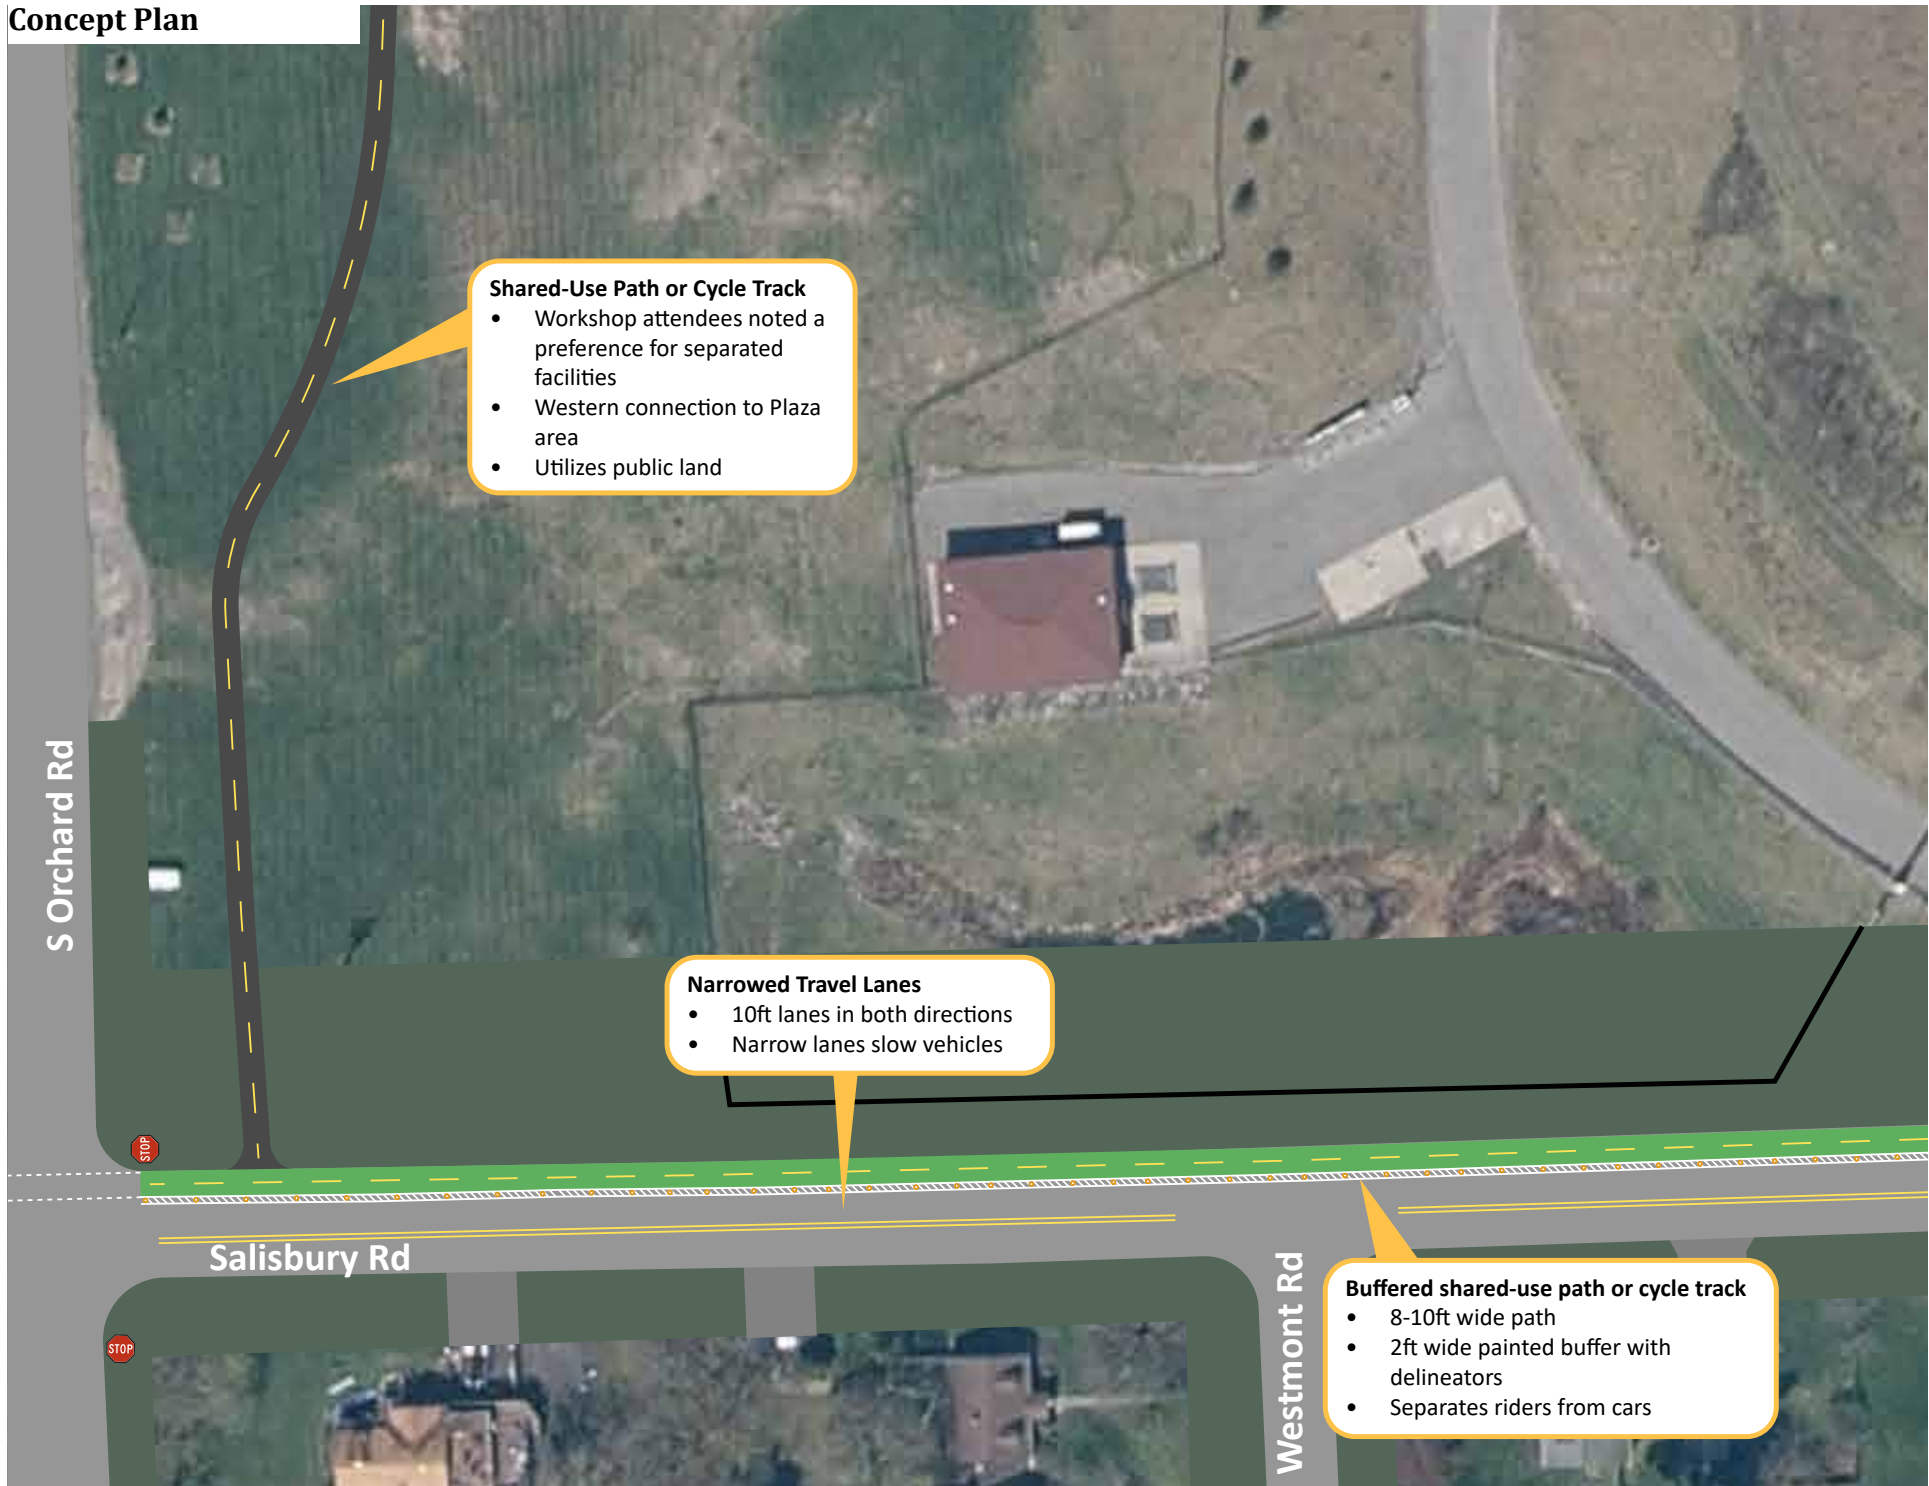 Concept Plan
Shared-Use Path or Cycle Track
• Workshop attendees noted a
preference for separated
facilities
• Western connection to Plaza
area
• Utilizes public land
S Orchard Rd
Narrowed Travel Lanes
• 10ft lanes in both directions
• Narrow lanes slow vehicles
STOP
Salisbury Rd
STOP
Westmont Rd
Buffered shared-use path or cycle track
• 8-10ft wide path
• 2ft wide painted buffer with
delineators
• Separates riders from cars